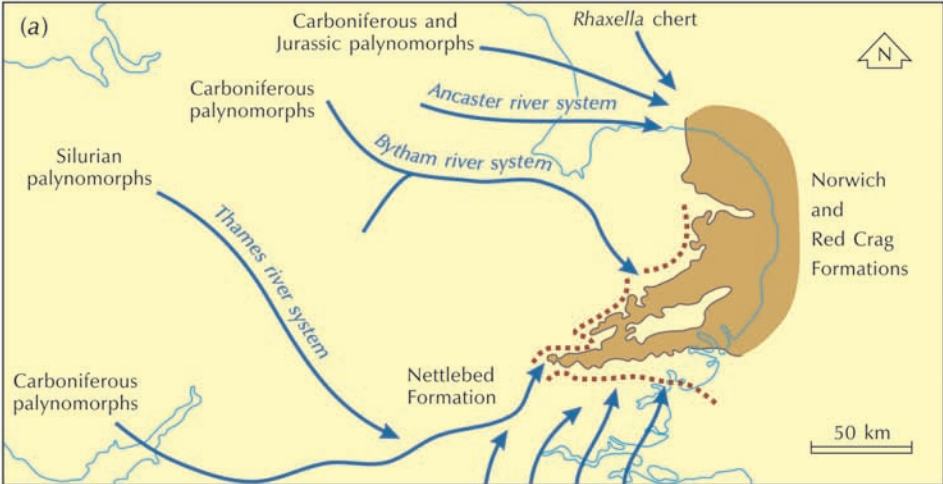 (a)
Carboniferous and
Jurassic palynomorphs
Rhaxella chert
N
Carboniferous
palynomorphs
Ancaster river system
Bytham river system
Silurian
palynomorphs
Thames river system
Norwich
and
Red Crag
Formations
Carboniferous
palynomorphs
Nettlebed
Formation
50 km